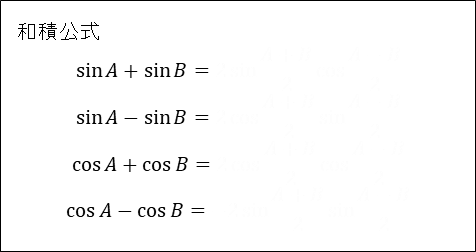 和積公式
sin A + sin B =
sin A − sin B =
cos A + cos B =
cos A − cos B =